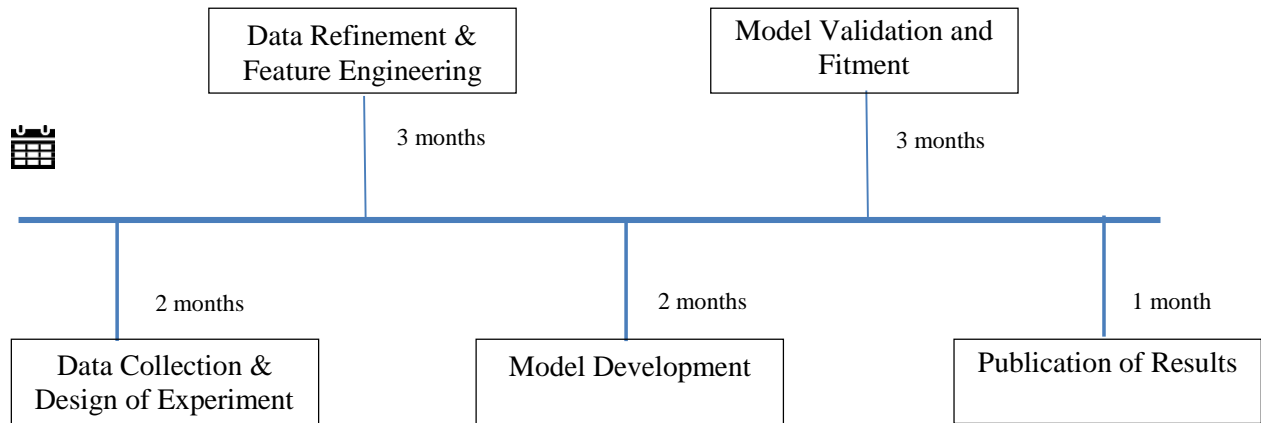 Data Refinement &
Feature Engineering
Model Validation and
Fitment
3 months
3 months
2 months
2 months
1 month
Data Collection &
Design of Experiment
Model Development
Publication of Results